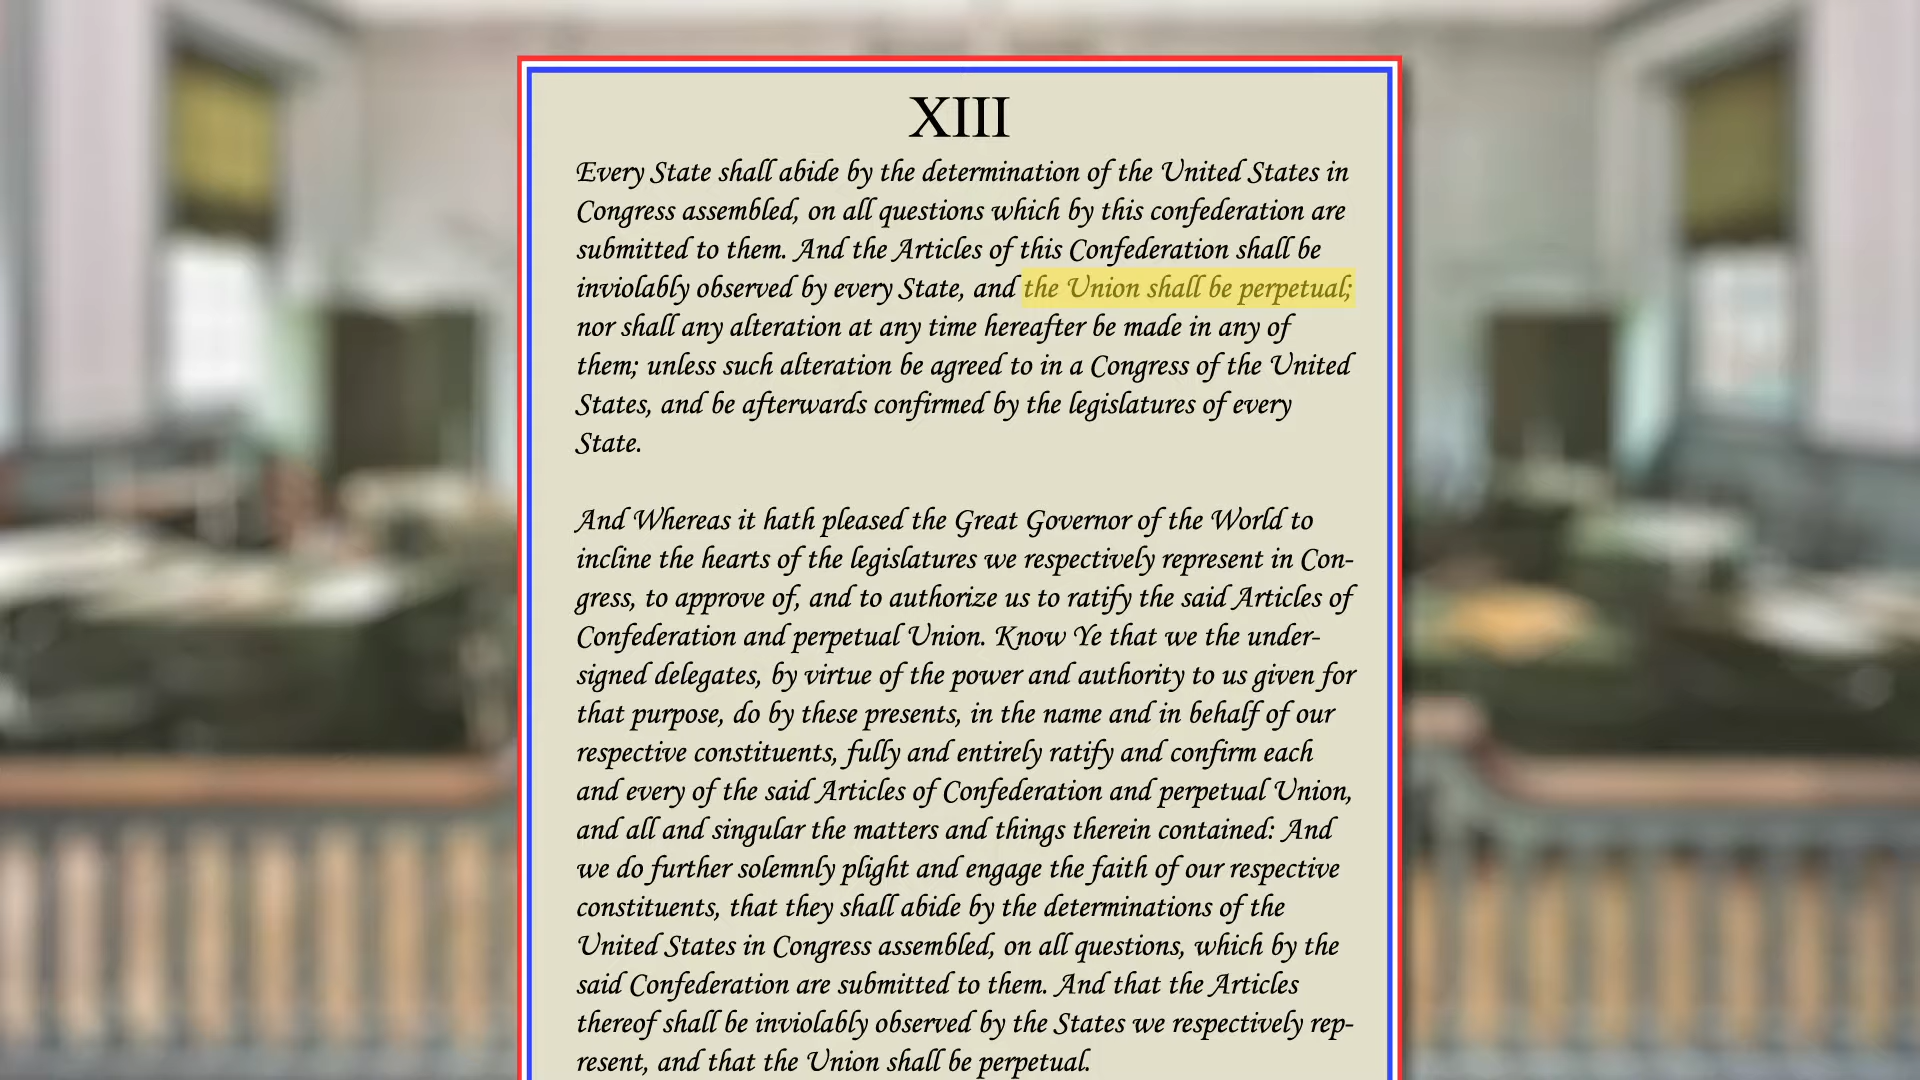 XIII
Every State shall abide by the determination of the United States in
Congress assembled, on all questions which by this confederation are
submitted to them. And the Articles of this Confederation shall be
inviolably observed by every State, and the Union shall be perpetual;
nor shall any alteration at any time hereafter be made in any of
them; unless such alteration be agreed to in a Congress of the United
States, and be afterwards confirmed by the legislatures of every
State.
And Whereas it hath pleased the Great Governor of the World to
incline the hearts of the legislatures we respectively represent in Con-
gress, to approve of, and to authorize us to ratify the said Articles of
Confederation and perpetual Union. Know Ye that we the under-
signed delegates, by virtue of the power and authority to us given for
that purpose, do by these presents, in the name and in behalf of our
respective constituents, fully and entirely ratify and confirm each
and every of the said Articles of Confederation and perpetual Union,
and all and singular the matters and things therein contained: And
we do further solemnly plight and engage the faith of our respective
constituents, that they shall abide by the determinations of the
United States in Congress assembled, on all questions, which by the
said Confederation are submitted to them. And that the Articles
thereof shall be inviolably observed by the States we respectively rep-
resent, and that the Union shall be perpetual.